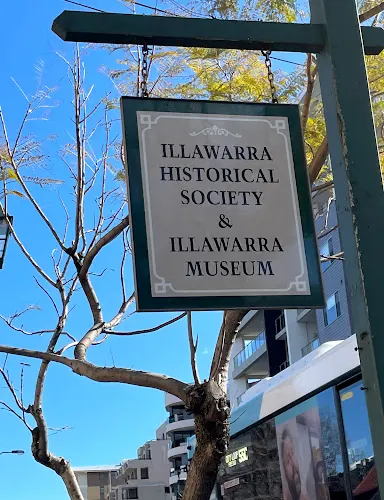 ILLAWARRA
HISTORICAL
SOCIETY
&
ILLAWARRA
MUSEUM